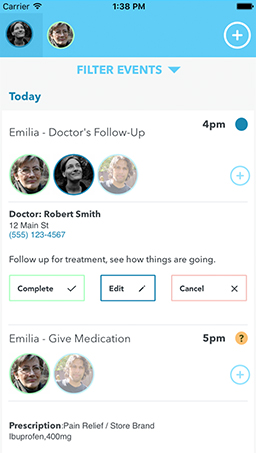 1:38 PM
FILTER EVENTS
Today
4pm
Emilia - Doctor's Follow-Up
Doctor: Robert Smith
12 Main St
(555) 123-4567
Follow up for treatment, see how things are going.
Complete Edit Cancel
5pm ?
Emilia - Give Medication
Prescription:Pain Relief / Store Brand
Ibuprofen,400mg